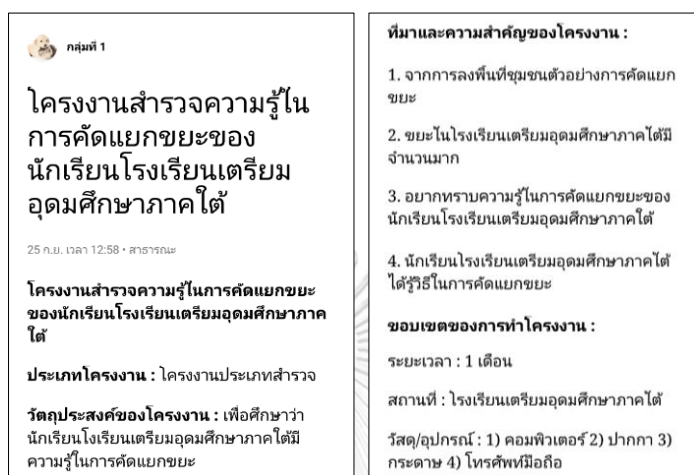 กลุ่มที่ 1
โครงงานสำรวจความรู้ใน
การคัดแยกขยะของ
นักเรียนโรงเรียนเตรียม
อุดมศึกษาภาคใต้
25 ก.ย. เวลา 12:58 • สาธารณะ
โครงงานสำรวจความรู้ในการคัดแยกขยะ
ของนักเรียนโรงเรียนเตรียมอุดมศึกษาภาค
ใต้
ประเภทโครงงาน : โครงงานประเภทสำรวจ
วัตถุประสงค์ของโครงงาน : เพื่อศึกษาว่า
นักเรียนโงเรียนเตรียมอุดมศึกษาภาคใต้มี
ความรู้ในการคัดแยกขยะ
ที่มาและความสำคัญของโครงงาน :
1. จากการลงพื้นที่ชุมชนตัวอย่างการคัดแยก
ขยะ
2. ขยะในโรงเรียนเตรียมอุดมศึกษาภาคใต้มี
จำนวนมาก
3. อยากทราบความรู้ในการคัดแยกขยะของ
นักเรียนโรงเรียนเตรียมอุดมศึกษาภาคใต้
4. นักเรียนโรงเรียนเตรียมอุดมศึกษาภาคใต้
ได้รู้วิธีในการคัดแยกขยะ
ขอบเขตของการทำโครงงาน :
ระยะเวลา : 1 เดือน
สถานที่ : โรงเรียนเตรียมอุดมศึกษาภาคใต้
วัสดุ/อุปกรณ์ : 1) คอมพิวเตอร์ 2) ปากกา 3)
กระดาษ 4) โทรศัพท์มือถือ